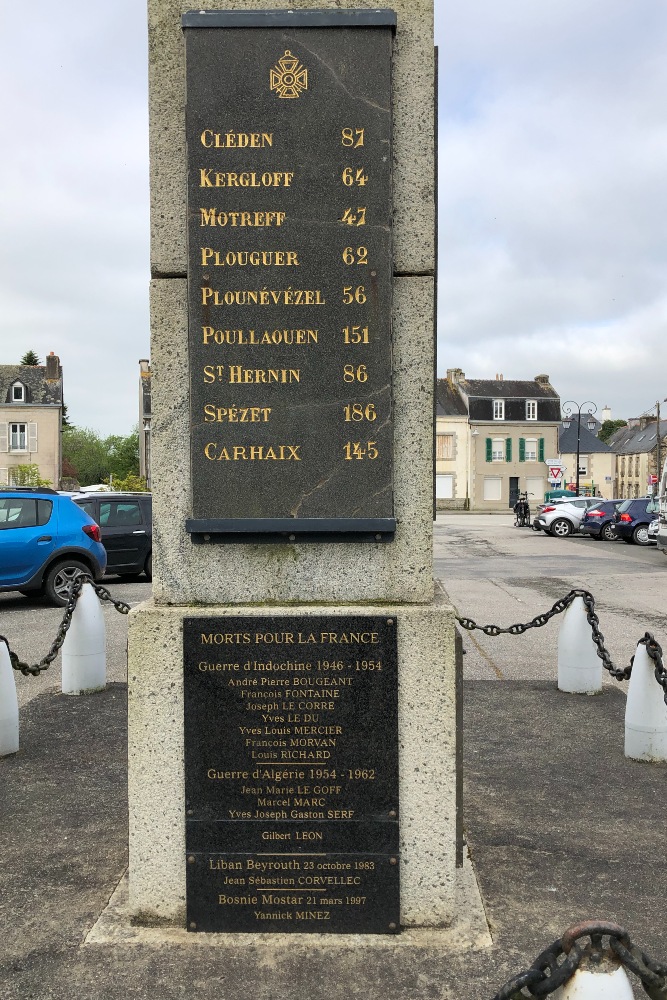 CLÉDEN 87
KERGLOFF 64
MOTREFF 47
PLOUGUER 62
PLOUNÉVÉZEL 56
POULLAOUEN 151
ST HERNIN 86
SPÉZET 186
CARHAIX 145
MORTS POUR LA FRANCE
Guerre d'Indochine 1946 - 1954
André Pierre BOUGEANT
François FONTAINE
Joseph LE CORRE
Yves LE DU
Yves Louis MERCIER
François MORVAN
Louis RICHARD
Guerre d'Algérie 1954 - 1962
Jean Marie LE GOFF
Marcel MARC
Yves Joseph Gaston SERF
Gilbert LEON
Liban Beyrouth 23 octobre 1983
Jean Sébastien CORVELLEC
Bosnie Mostar 21 mars 1997
Yannick MINEZ